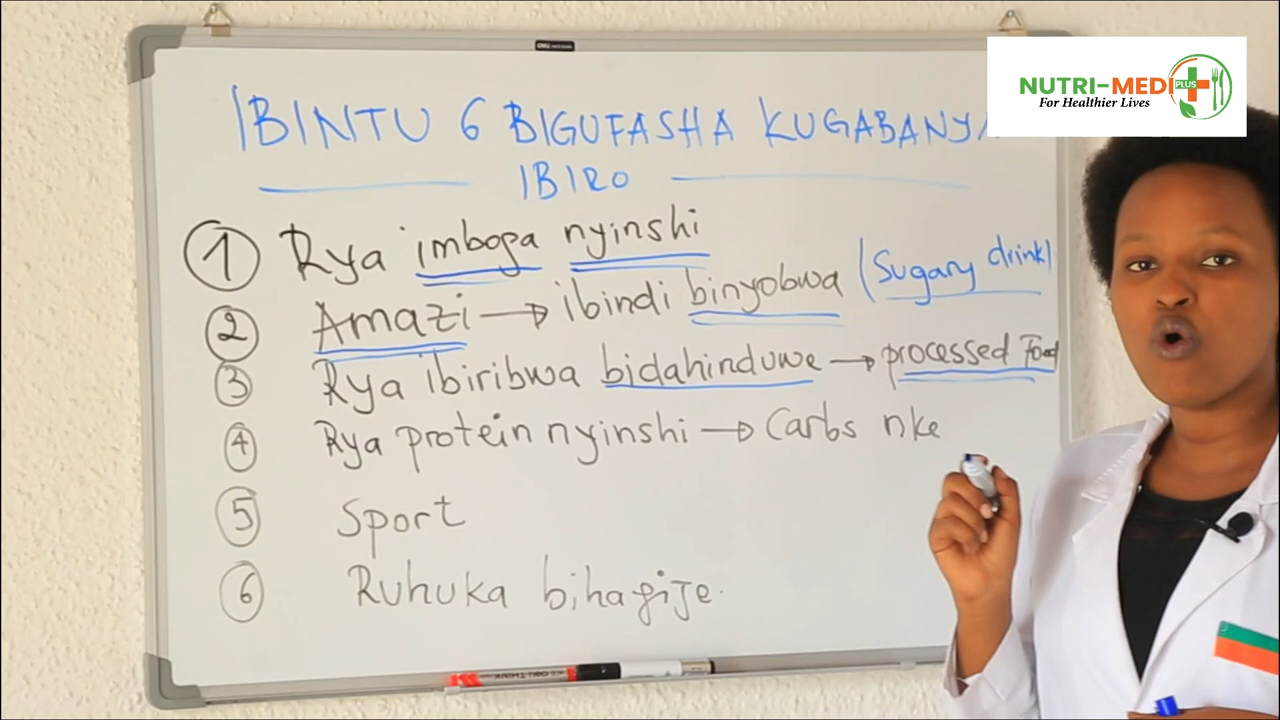 NUTRI-MEDI PLUS
For Healthier Lives
IBINTU 6 BIGUFASHA KUGABANYA
IBIRO
1 Rya imboga nyinshi
2 Amazi → ibindi binyobwa (Sugary drink)
3 Rya ibiribwa bidahinduwe → processed Food
4 Rya protein nyinshi → Carbs nke
5 Sport
6 Ruhuka bihagije.